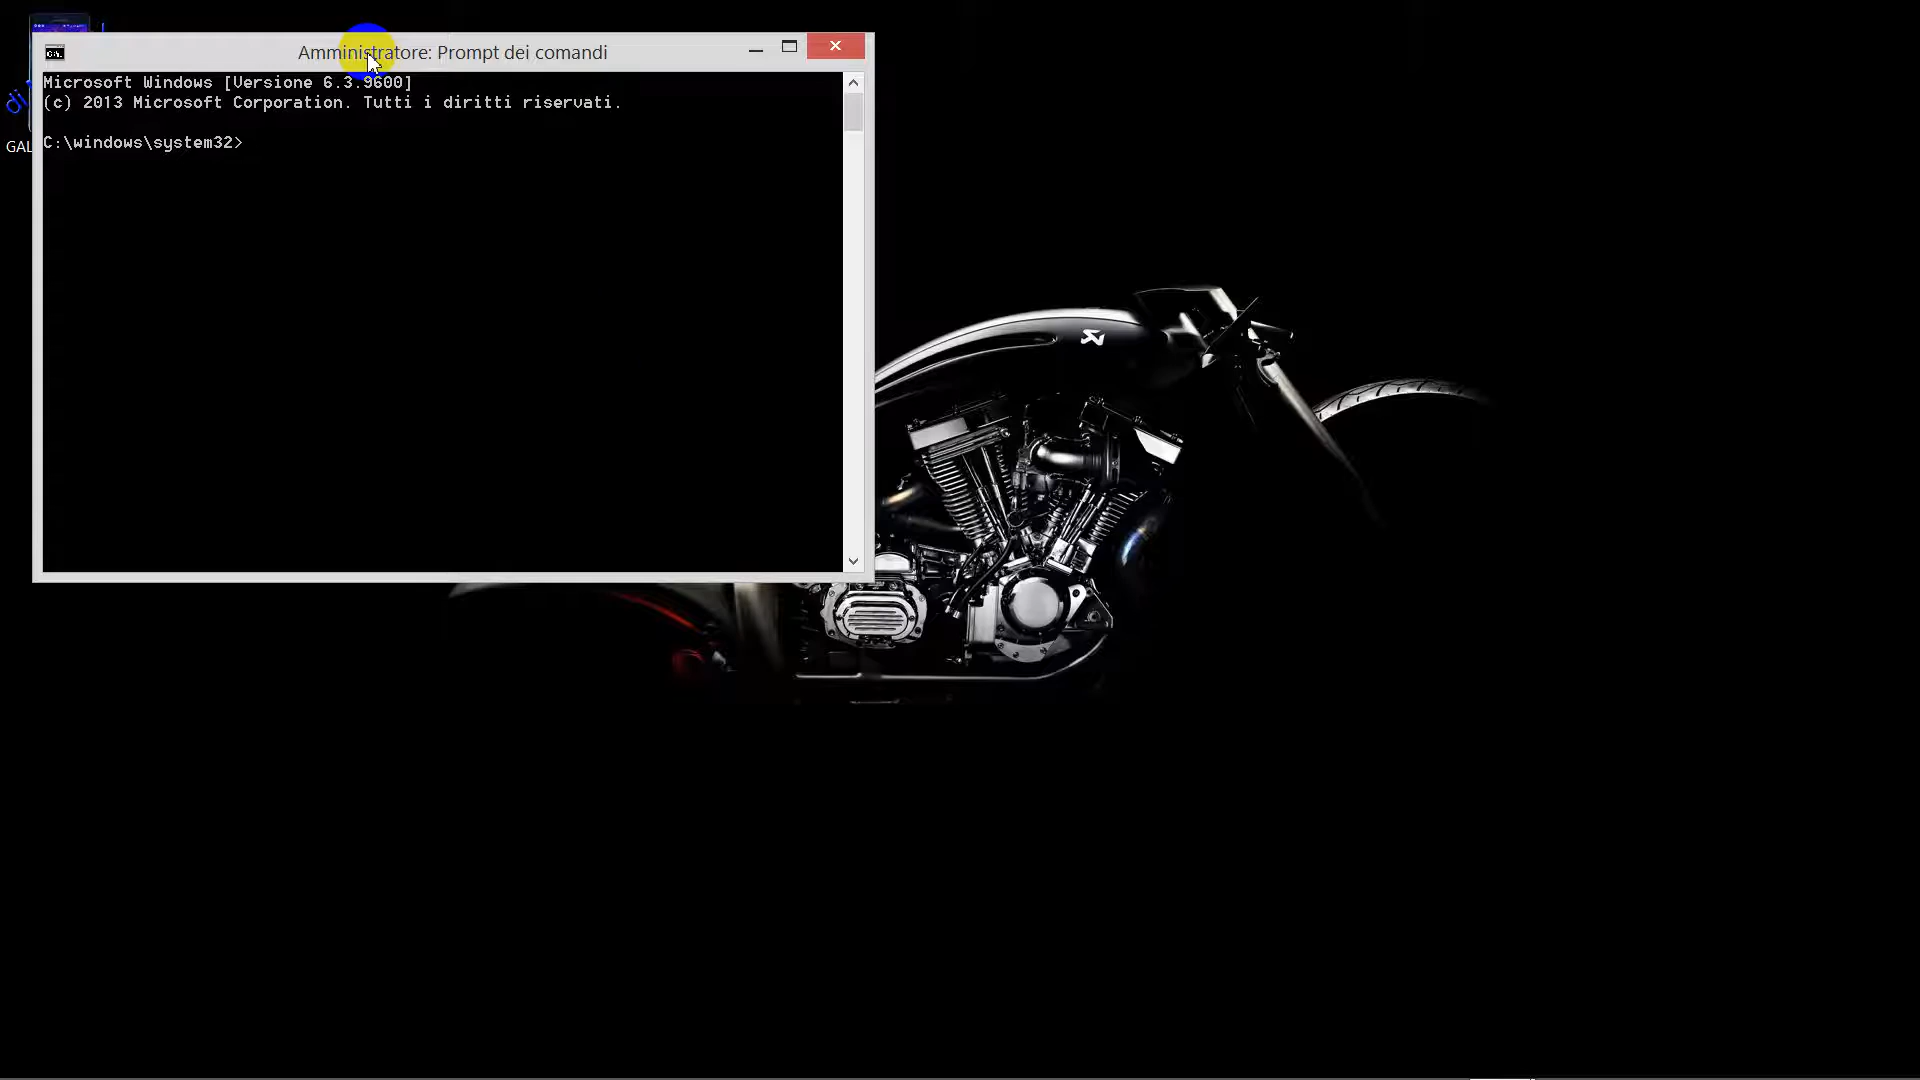 Amministratore: Prompt dei comandi
Microsoft Windows [Versione 6.3.9600]
(c) 2013 Microsoft Corporation. Tutti i diritti riservati.
C:\windows\system32>
GAL